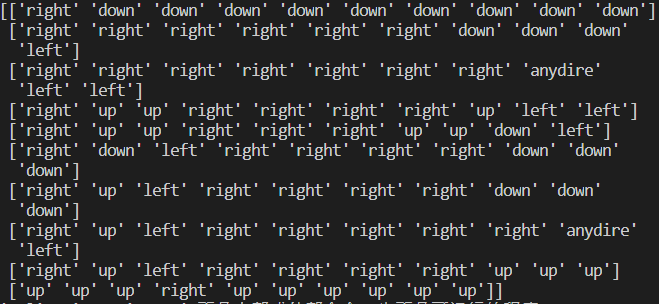 [['right' 'down' 'down' 'down' 'down' 'down' 'down' 'down' 'down' 'down']
['right' 'right' 'right' 'right' 'right' 'right' 'down' 'down' 'down'
'left']
['right' 'right' 'right' 'right' 'right' 'right' 'right' 'anydire'
'left' 'left']
['right' 'up' 'up' 'right' 'right' 'right' 'right' 'up' 'left' 'left']
['right' 'up' 'up' 'right' 'right' 'right' 'up' 'up' 'down' 'left']
['right' 'down' 'left' 'right' 'right' 'right' 'right' 'down' 'down'
'down']
['right' 'up' 'left' 'right' 'right' 'right' 'right' 'down' 'down'
'down']
['right' 'up' 'left' 'right' 'right' 'right' 'right' 'right' 'anydire'
'left']
['right' 'up' 'left' 'right' 'right' 'right' 'right' 'up' 'up' 'up']
['up' 'up' 'up' 'right' 'up' 'up' 'up' 'up' 'up' 'up']]